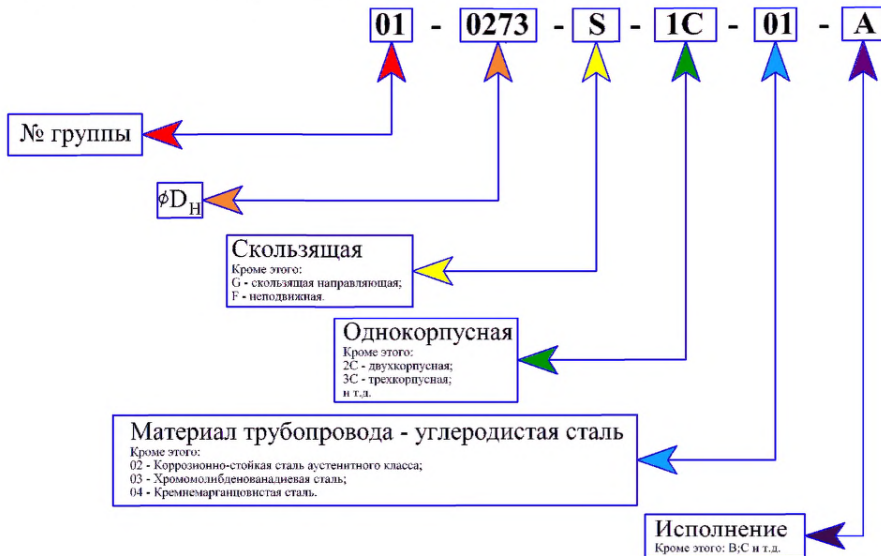 01 - 0273 - S - 1C - 01 - A
№ группы
ϕDН
Скользящая
Кроме этого:
G - скользящая направляющая;
F - неподвижная.
Однокорпусная
Кроме этого:
2C - двухкорпусная;
3C - трехкорпусная;
и т.д.
Материал трубопровода - углеродистая сталь
Кроме этого:
02 - Коррозионно-стойкая сталь аустенитного класса;
03 - Хромомолибденованадиевая сталь;
04 - Кремнемарганцовистая сталь.
Исполнение
Кроме этого: B;C и т.д.